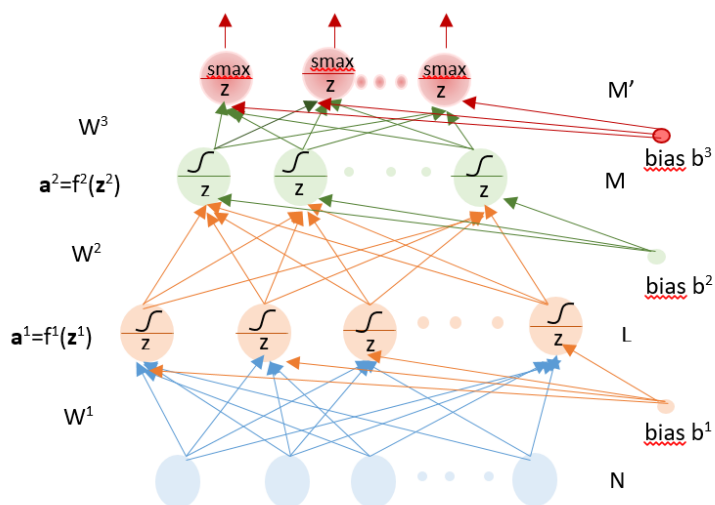 smax smax smax
z z z
M'
W³
bias b³
a²=f²(z²)
z z z
M
W²
bias b²
a¹=f¹(z¹)
z z z z
L
W¹
bias b¹
N